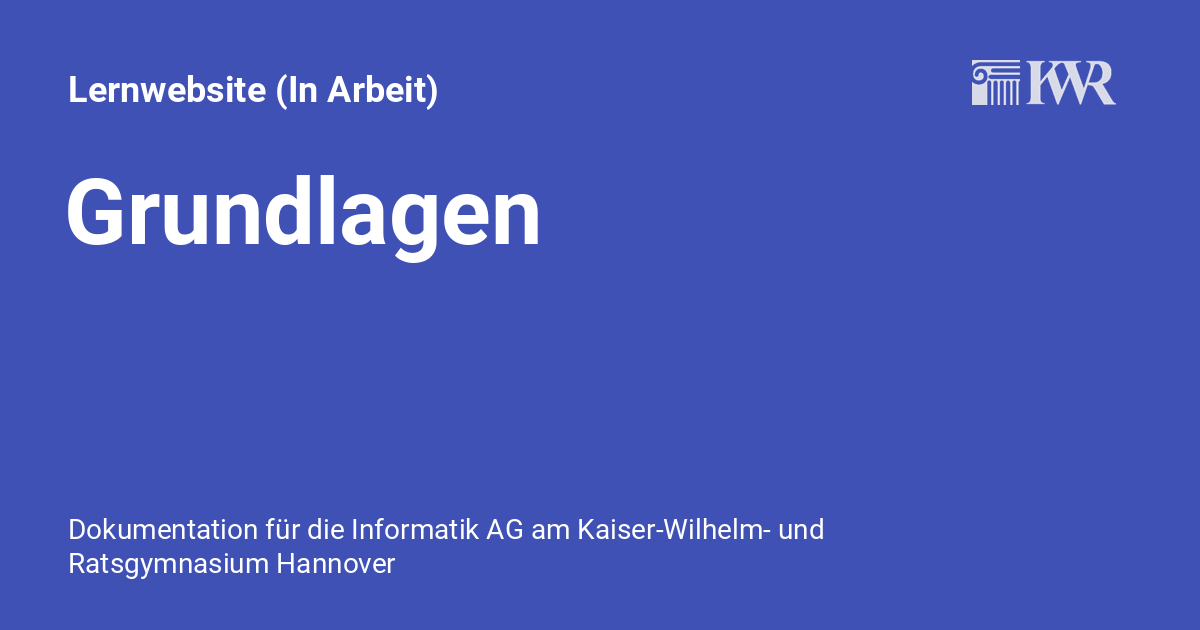 Lernwebsite (In Arbeit)
KWR
Grundlagen
Dokumentation für die Informatik AG am Kaiser-Wilhelm- und
Ratsgymnasium Hannover